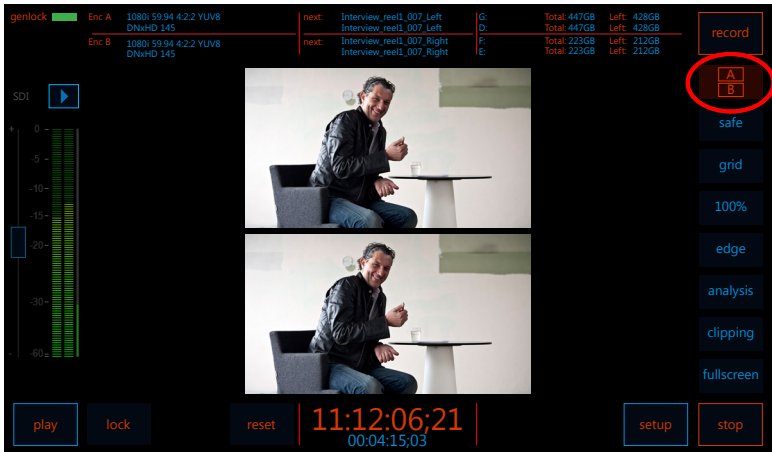 genlock
Enc A 1080i 59.94 4:2:2 YUV8
DNxHD 145
next: Interview_reel1_007_Left
Interview_reel1_007_Left
G: Total: 447GB Left: 428GB
D: Total: 447GB Left: 428GB
Enc B 1080i 59.94 4:2:2 YUV8
DNxHD 145
next: Interview_reel1_007_Right
Interview_reel1_007_Right
F: Total: 223GB Left: 212GB
E: Total: 223GB Left: 212GB
record
A
B
SDI
safe
grid
100%
edge
analysis
clipping
fullscreen
+ 0 -
-5 -
-10-
-15 -
-20-
-30-
- -60-
play
lock
reset
11:12:06;21
00:04:15;03
setup
stop